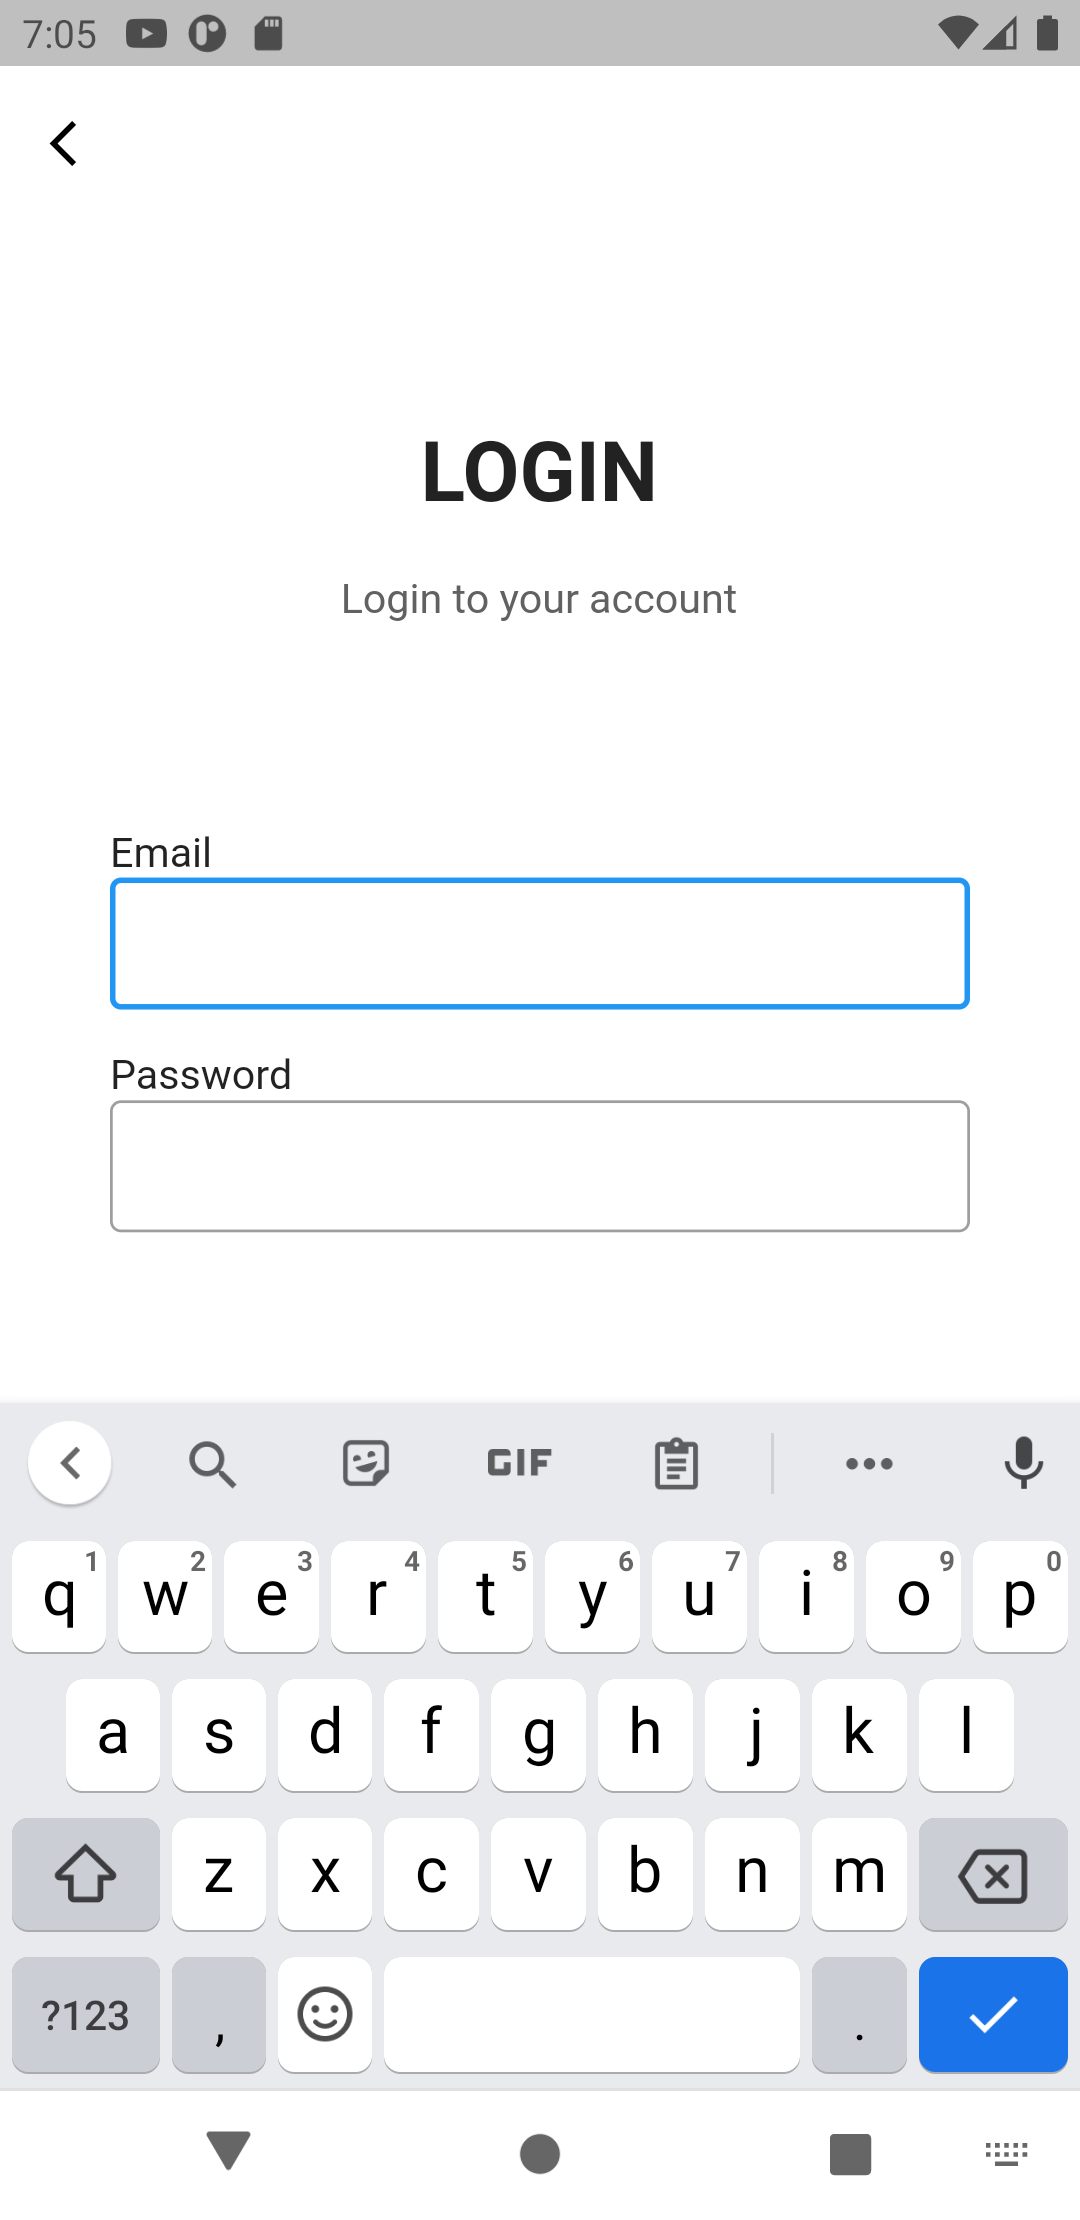 7:05
LOGIN
Login to your account
Email
Password
GIF
q 1 w 2 e 3 r 4 t 5 y 6 u 7 i 8 o 9 p 0
a s d f g h j k l
z x c v b n m
?123 , .